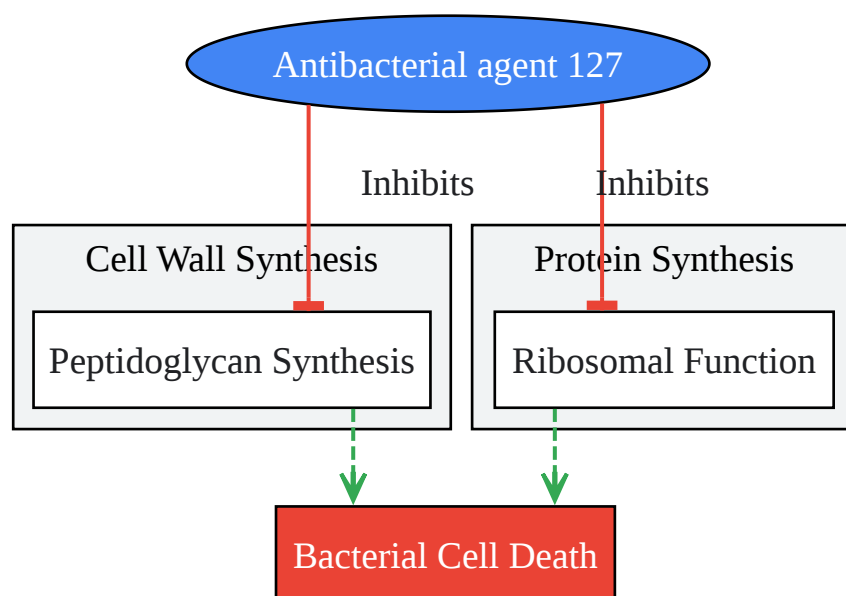 Antibacterial agent 127
Inhibits
Inhibits
Cell Wall Synthesis
Protein Synthesis
Peptidoglycan Synthesis
Ribosomal Function
Bacterial Cell Death